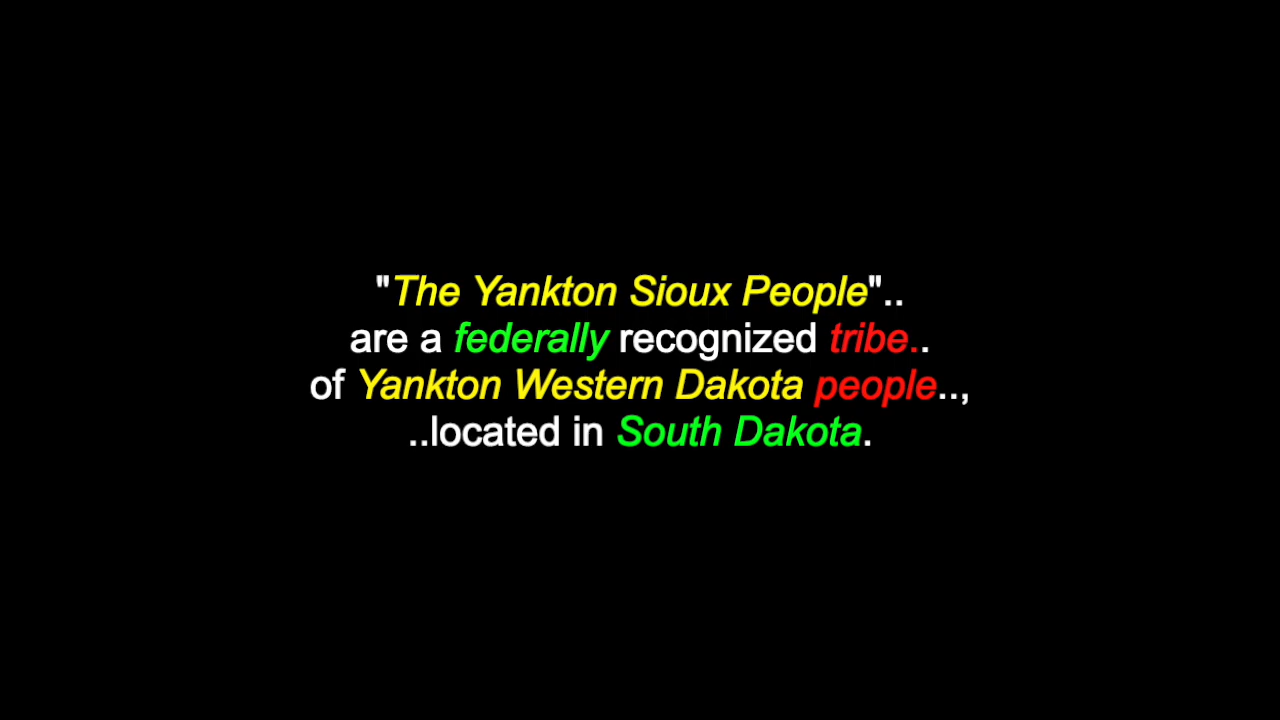 "The Yankton Sioux People"..
are a federally recognized tribe..
of Yankton Western Dakota people..,
..located in South Dakota.